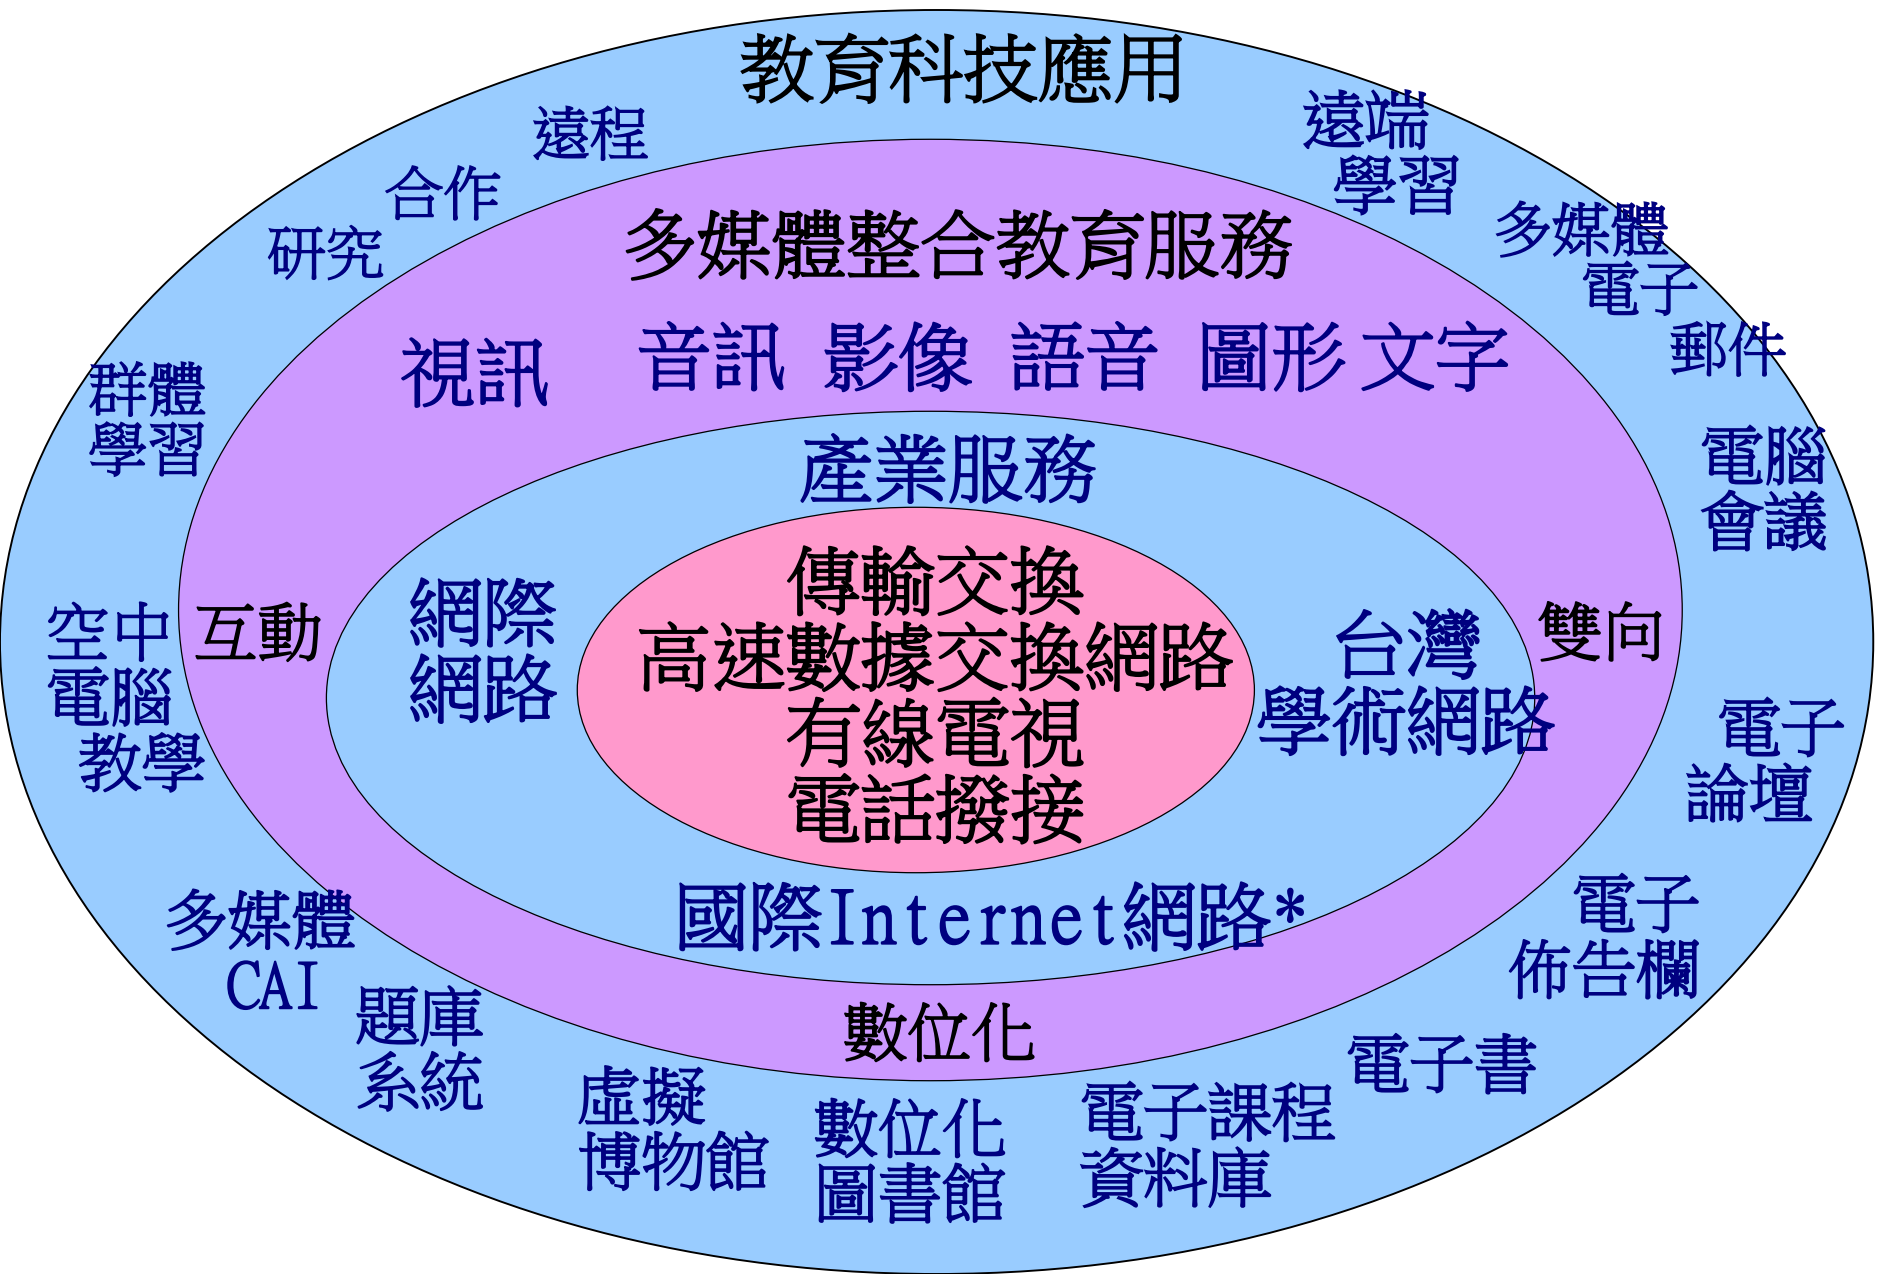 教育科技應用
遠程
合作
研究
遠端
學習
多媒體
電子
郵件
多媒體整合教育服務
視訊
音訊 影像 語音 圖形 文字
群體
學習
電腦
會議
產業服務
傳輸交換
高速數據交換網路
有線電視
電話撥接
網際
網路
台灣
學術網路
互動
雙向
空中
電腦
教學
電子
論壇
國際Internet網路*
多媒體
CAI
電子
佈告欄
數位化
題庫
系統
電子書
虛擬
博物館
數位化
圖書館
電子課程
資料庫